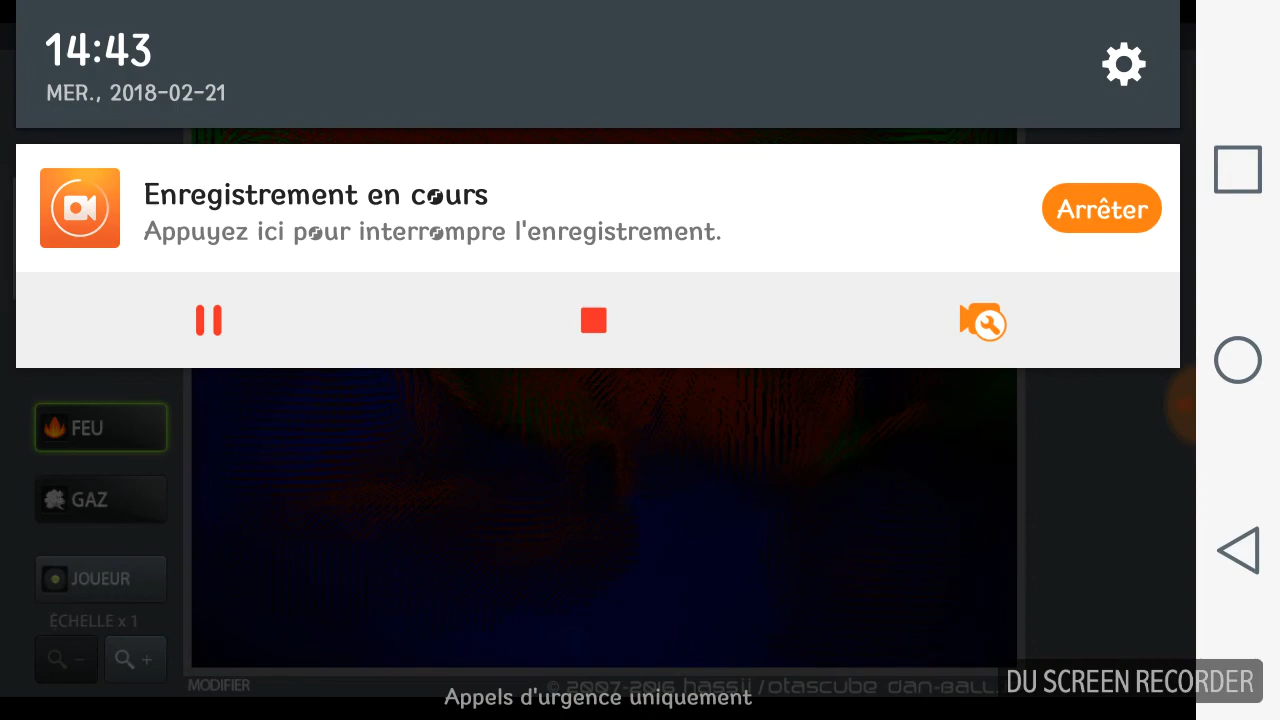 14:43
MER., 2018-02-21
Enregistrement en cours
Appuyez ici pour interrompre l'enregistrement.
Arrêter
FEU
GAZ
JOUEUR
ÉCHELLE x 1
MODIFIER
© 2007-2016 ha55ii/otascube dan-ball.
Appels d'urgence uniquement
DU SCREEN RECORDER